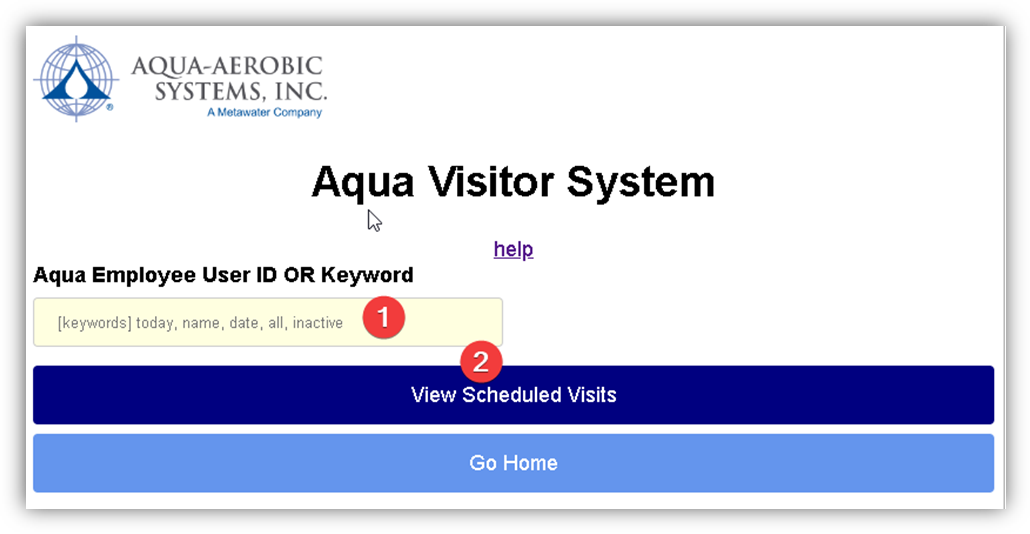 AQUA-AEROBIC
SYSTEMS, INC.
A Metawater Company
®
Aqua Visitor System
help
Aqua Employee User ID OR Keyword
[keywords] today, name, date, all, inactive
1
2
View Scheduled Visits
Go Home